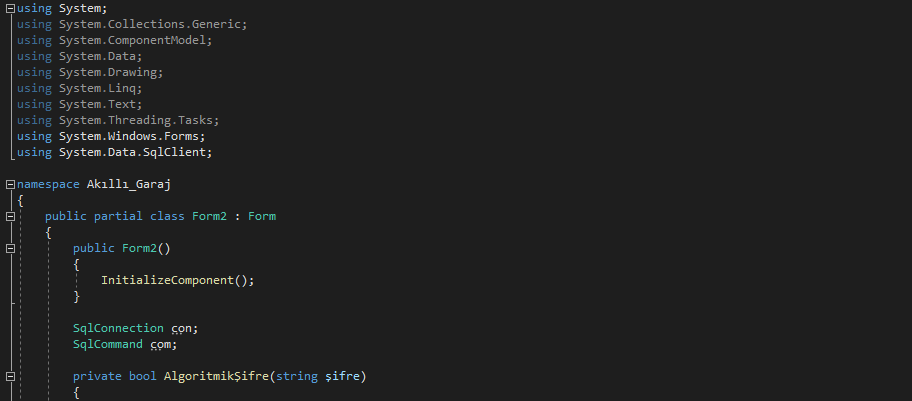 using System;
using System.Collections.Generic;
using System.ComponentModel;
using System.Data;
using System.Drawing;
using System.Linq;
using System.Text;
using System.Threading.Tasks;
using System.Windows.Forms;
using System.Data.SqlClient;
namespace Akıllı_Garaj
{
public partial class Form2 : Form
{
public Form2()
{
InitializeComponent();
}
SqlConnection con;
SqlCommand com;
private bool AlgoritmikŞifre(string şifre)
{